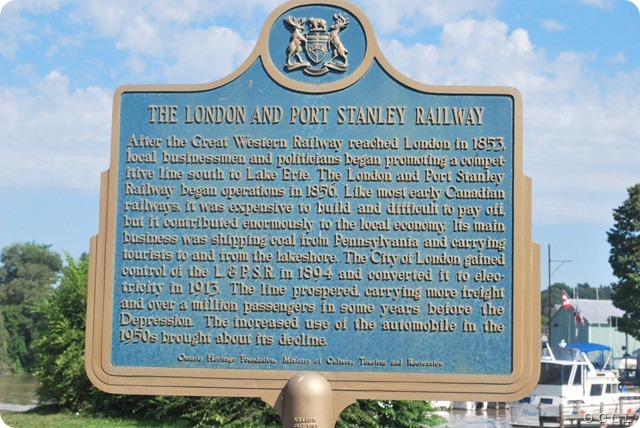 THE LONDON AND PORT STANLEY RAILWAY
After the Great Western Railway reached London in 1853,
local businessmen and politicians began promoting a compet-
itive line south to Lake Erie. The London and Port Stanley
Railway began operations in 1856. Like most early Canadian
railways, it was expensive to build and difficult to pay off,
but it contributed enormously to the local economy. Its main
business was shipping coal from Pennsylvania and carrying
tourists to and from the lakeshore. The City of London gained
control of the L.& P.S.R. in 1894 and converted it to elec-
tricity in 1913. The line prospered, carrying more freight
and over a million passengers in some years before the
Depression. The increased use of the automobile in the
1950s brought about its decline.
Ontario Heritage Foundation, Ministry of Culture, Tourism and Recreation